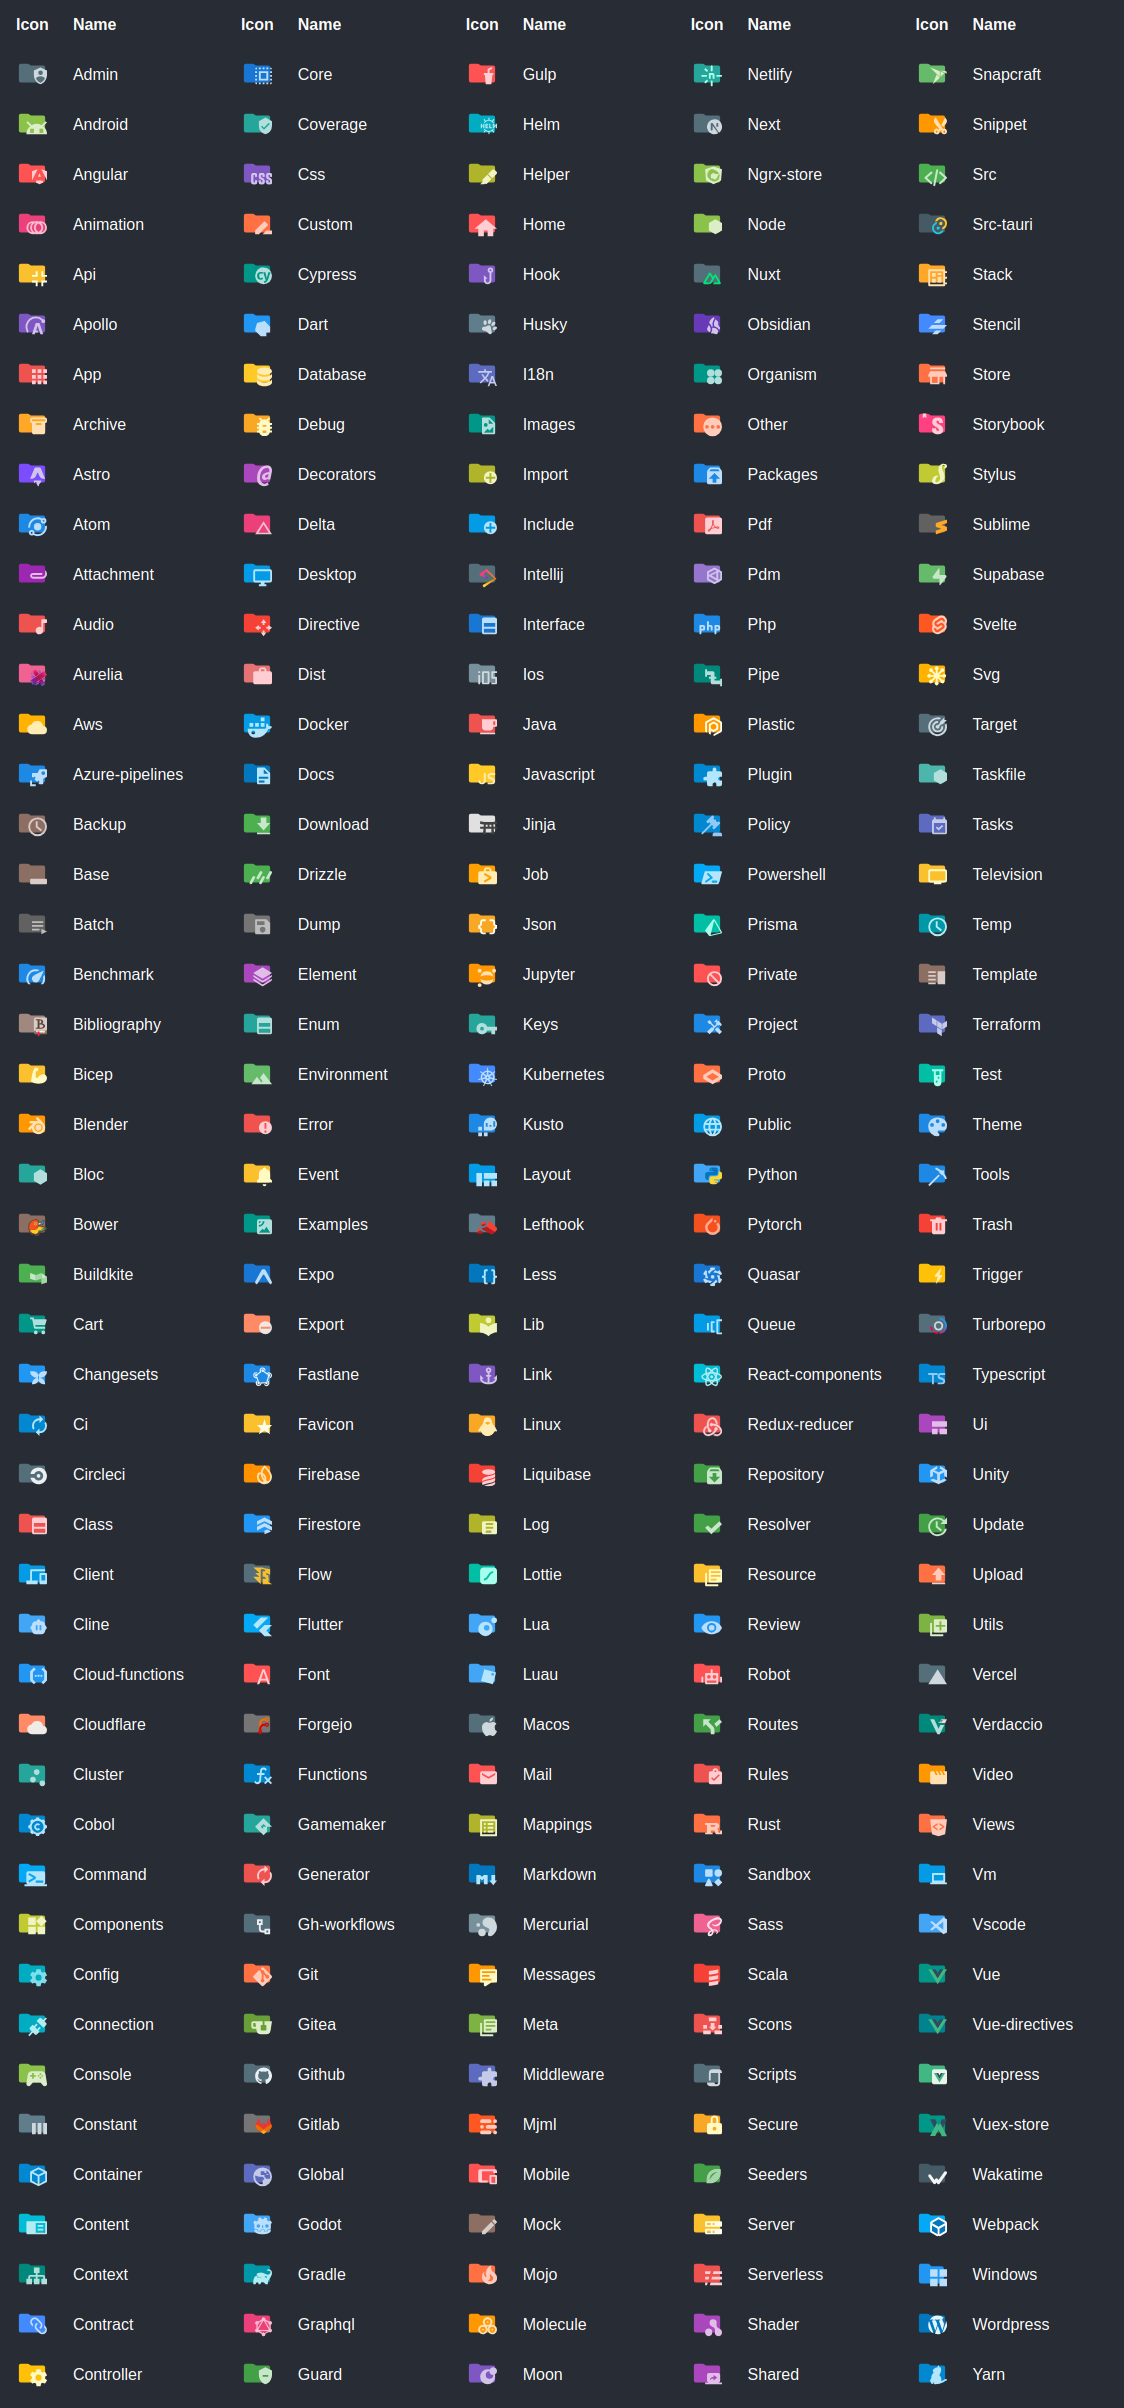 Icon Name Icon Name Icon Name Icon Name Icon Name
Admin Core Gulp Netlify Snapcraft
Android Coverage Helm Next Snippet
Angular Css Helper Ngrx-store Src
Animation Custom Home Node Src-tauri
Api Cypress Hook Nuxt Stack
Apollo Dart Husky Obsidian Stencil
App Database I18n Organism Store
Archive Debug Images Other Storybook
Astro Decorators Import Packages Stylus
Atom Delta Include Pdf Sublime
Attachment Desktop Intellij Pdm Supabase
Audio Directive Interface Php Svelte
Aurelia Dist Ios Pipe Svg
Aws Docker Java Plastic Target
Azure-pipelines Docs Javascript Plugin Taskfile
Backup Download Jinja Policy Tasks
Base Drizzle Job Powershell Television
Batch Dump Json Prisma Temp
Benchmark Element Jupyter Private Template
Bibliography Enum Keys Project Terraform
Bicep Environment Kubernetes Proto Test
Blender Error Kusto Public Theme
Bloc Event Layout Python Tools
Bower Examples Lefthook Pytorch Trash
Buildkite Expo Less Quasar Trigger
Cart Export Lib Queue Turborepo
Changesets Fastlane Link React-components Typescript
Ci Favicon Linux Redux-reducer Ui
Circleci Firebase Liquibase Repository Unity
Class Firestore Log Resolver Update
Client Flow Lottie Resource Upload
Cline Flutter Lua Review Utils
Cloud-functions Font Luau Robot Vercel
Cloudflare Forgejo Macos Routes Verdaccio
Cluster Functions Mail Rules Video
Cobol Gamemaker Mappings Rust Views
Command Generator Markdown Sandbox Vm
Components Gh-workflows Mercurial Sass Vscode
Config Git Messages Scala Vue
Connection Gitea Meta Scons Vue-directives
Console Github Middleware Scripts Vuepress
Constant Gitlab Mjml Secure Vuex-store
Container Global Mobile Seeders Wakatime
Content Godot Mock Server Webpack
Context Gradle Mojo Serverless Windows
Contract Graphql Molecule Shader Wordpress
Controller Guard Moon Shared Yarn